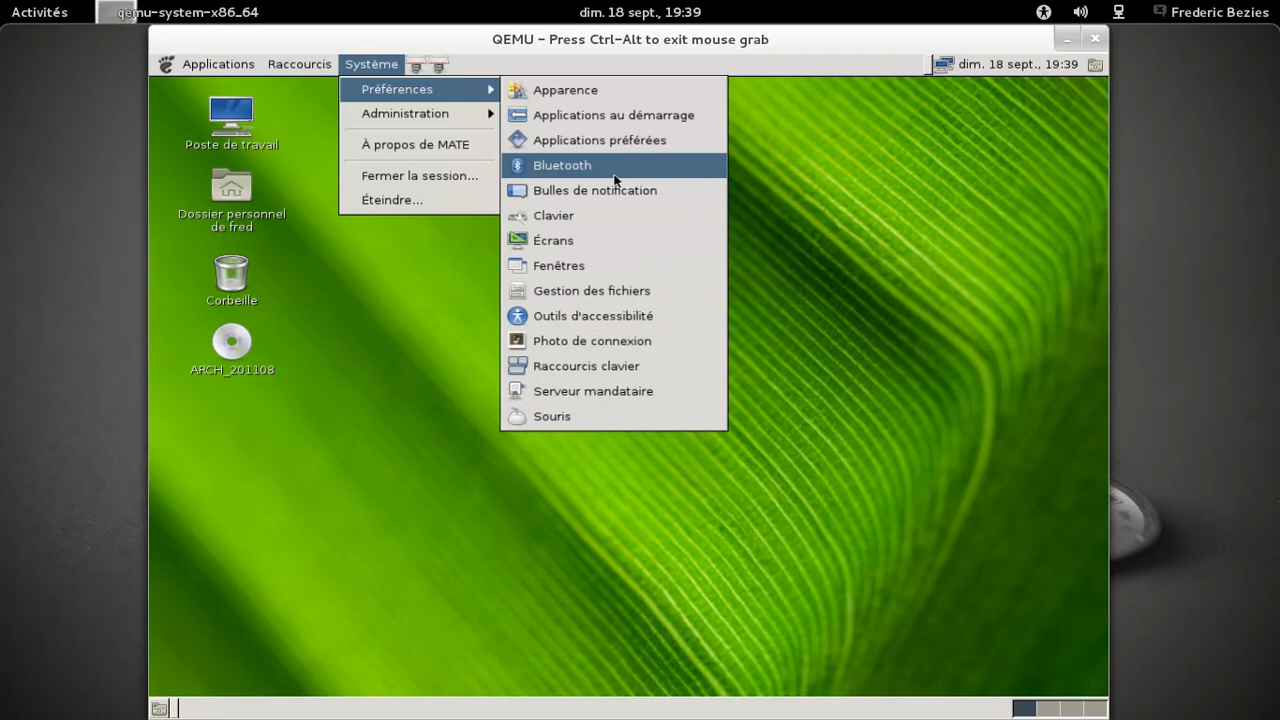 Activités
qemu-system-x86_64
dim. 18 sept., 19:39
Frederic Bezies
QEMU - Press Ctrl-Alt to exit mouse grab
Applications
Raccourcis
Système
dim. 18 sept., 19:39
Préférences
Administration
À propos de MATE
Fermer la session...
Éteindre...
Apparence
Applications au démarrage
Applications préférées
Bluetooth
Bulles de notification
Clavier
Écrans
Fenêtres
Gestion des fichiers
Outils d'accessibilité
Photo de connexion
Raccourcis clavier
Serveur mandataire
Souris
Poste de travail
Dossier personnel
de fred
Corbeille
ARCH_201108